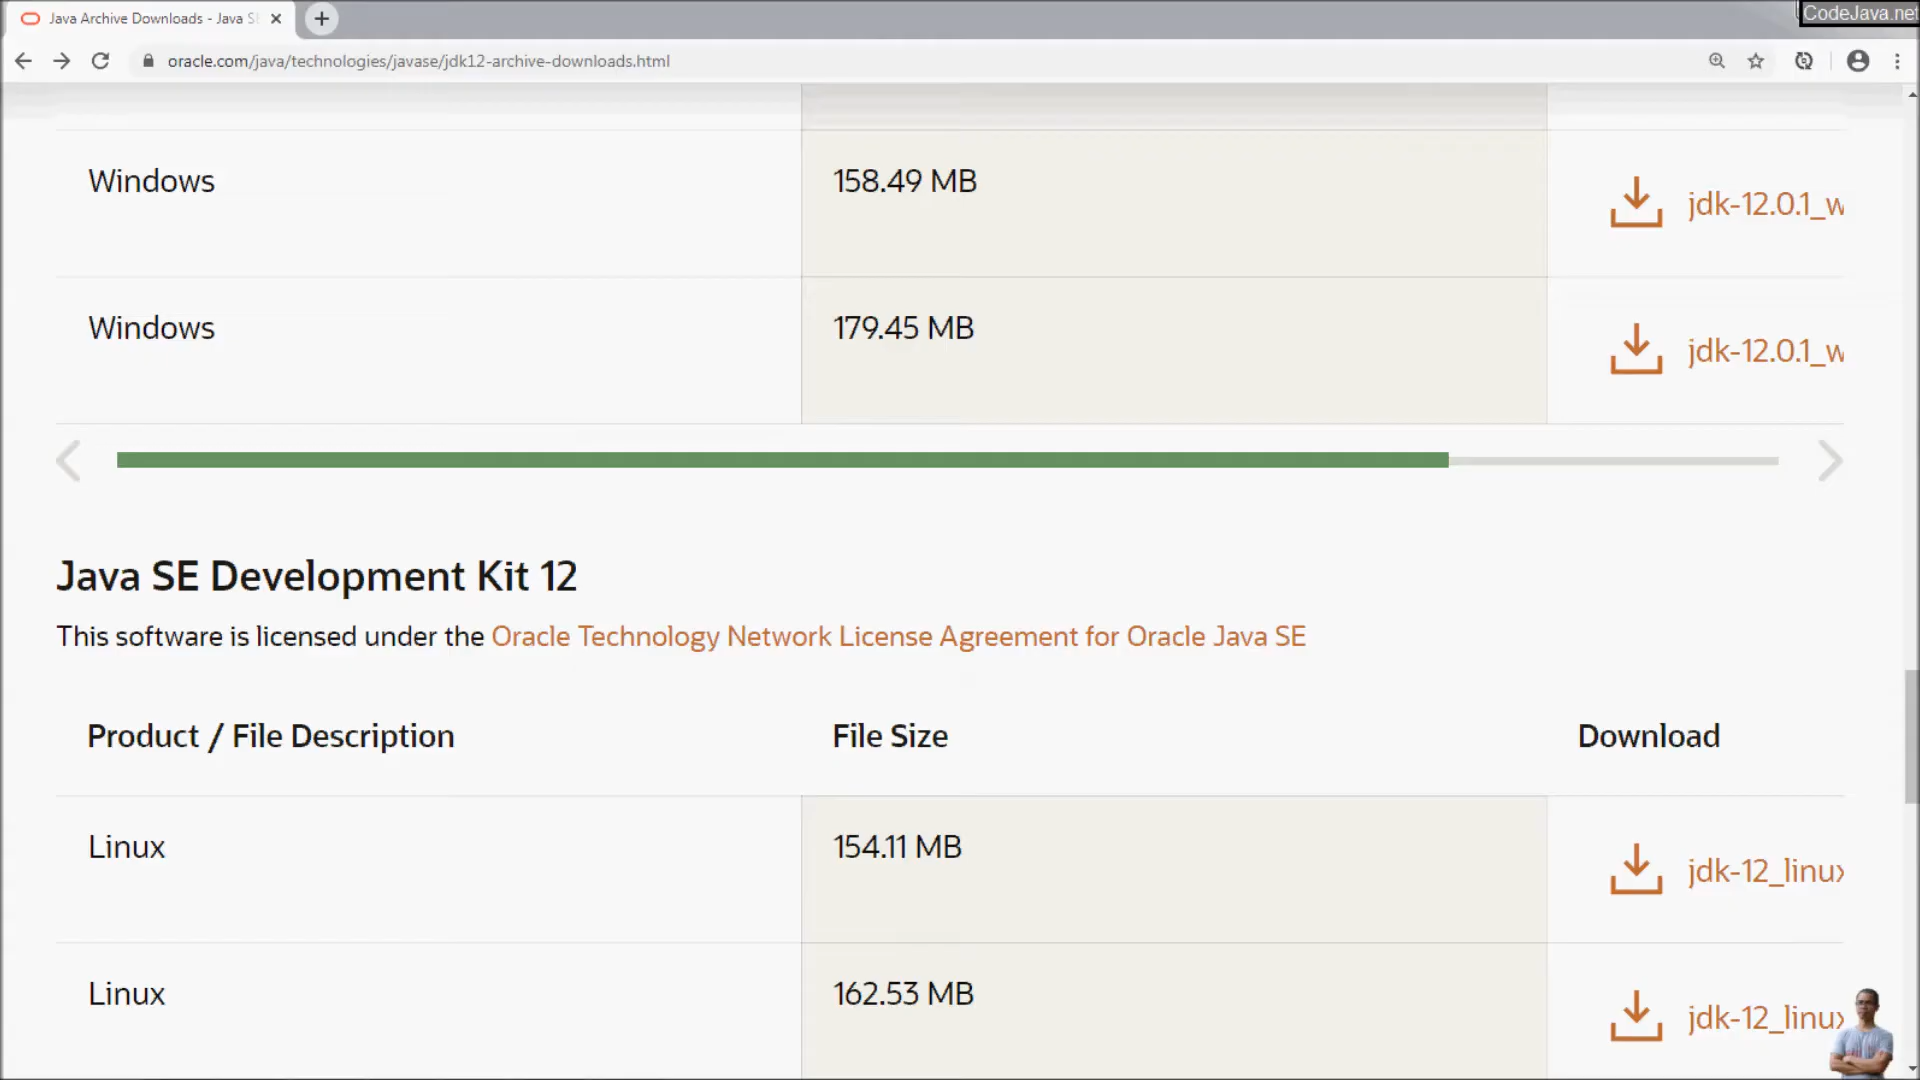 Java Archive Downloads - Java S
CodeJava.net
oracle.com/java/technologies/javase/jdk12-archive-downloads.html
Windows
158.49 MB
jdk-12.0.1_w
Windows
179.45 MB
jdk-12.0.1_w
Java SE Development Kit 12
This software is licensed under the Oracle Technology Network License Agreement for Oracle Java SE
Product / File Description
File Size
Download
Linux
154.11 MB
jdk-12_linux
Linux
162.53 MB
jdk-12_linux